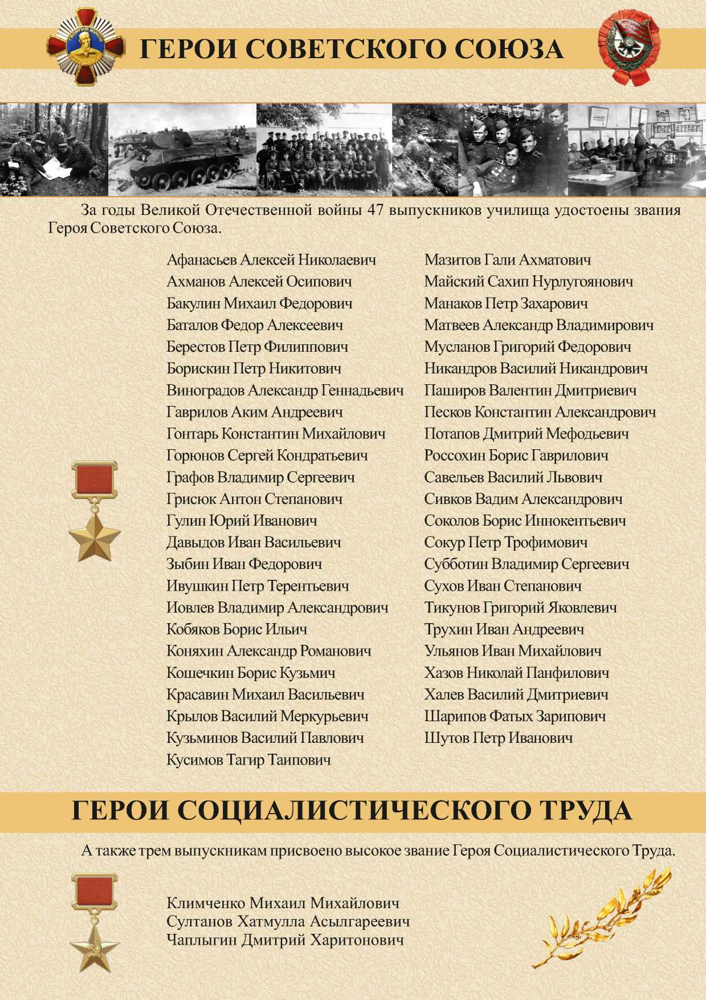 ГЕРОИ СОВЕТСКОГО СОЮЗА
За годы Великой Отечественной войны 47 выпускников училища удостоены звания
Героя Советского Союза.
Афанасьев Алексей Николаевич
Ахманов Алексей Осипович
Бакулин Михаил Федорович
Баталов Федор Алексеевич
Берестов Петр Филиппович
Борискин Петр Никитович
Виноградов Александр Геннадьевич
Гаврилов Аким Андреевич
Гонтарь Константин Михайлович
Горюнов Сергей Кондратьевич
Графов Владимир Сергеевич
Грисюк Антон Степанович
Гулин Юрий Иванович
Давыдов Иван Васильевич
Зыбин Иван Федорович
Ивушкин Петр Терентьевич
Иовлев Владимир Александрович
Кобяков Борис Ильич
Коняхин Александр Романович
Кошечкин Борис Кузьмич
Красавин Михаил Васильевич
Крылов Василий Меркурьевич
Кузьминов Василий Павлович
Кусимов Тагир Таипович
Мазитов Гали Ахматович
Майский Сахип Нурлугоянович
Манаков Петр Захарович
Матвеев Александр Владимирович
Мусланов Григорий Федорович
Никандров Василий Никандрович
Паширов Валентин Дмитриевич
Песков Константин Александрович
Потапов Дмитрий Мефодьевич
Россохин Борис Гаврилович
Савельев Василий Львович
Сивков Вадим Александрович
Соколов Борис Иннокентьевич
Сокур Петр Трофимович
Субботин Владимир Сергеевич
Сухов Иван Степанович
Тикунов Григорий Яковлевич
Трухин Иван Андреевич
Ульянов Иван Михайлович
Хазов Николай Панфилович
Халев Василий Дмитриевич
Шарипов Фатых Зарипович
Шутов Петр Иванович
ГЕРОИ СОЦИАЛИСТИЧЕСКОГО ТРУДА
А также трем выпускникам присвоено высокое звание Героя Социалистического Труда.
Климченко Михаил Михайлович
Султанов Хатмулла Асылгареевич
Чаплыгин Дмитрий Харитонович